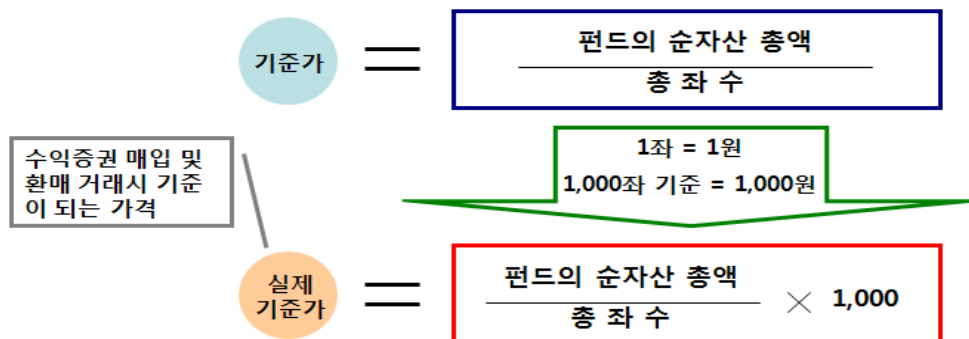 기준가
펀드의 순자산 총액
총 좌 수
1좌 = 1원
1,000좌 기준 = 1,000원
수익증권 매입 및
환매 거래시 기준
이 되는 가격
실제
기준가
펀드의 순자산 총액
총 좌 수
× 1,000